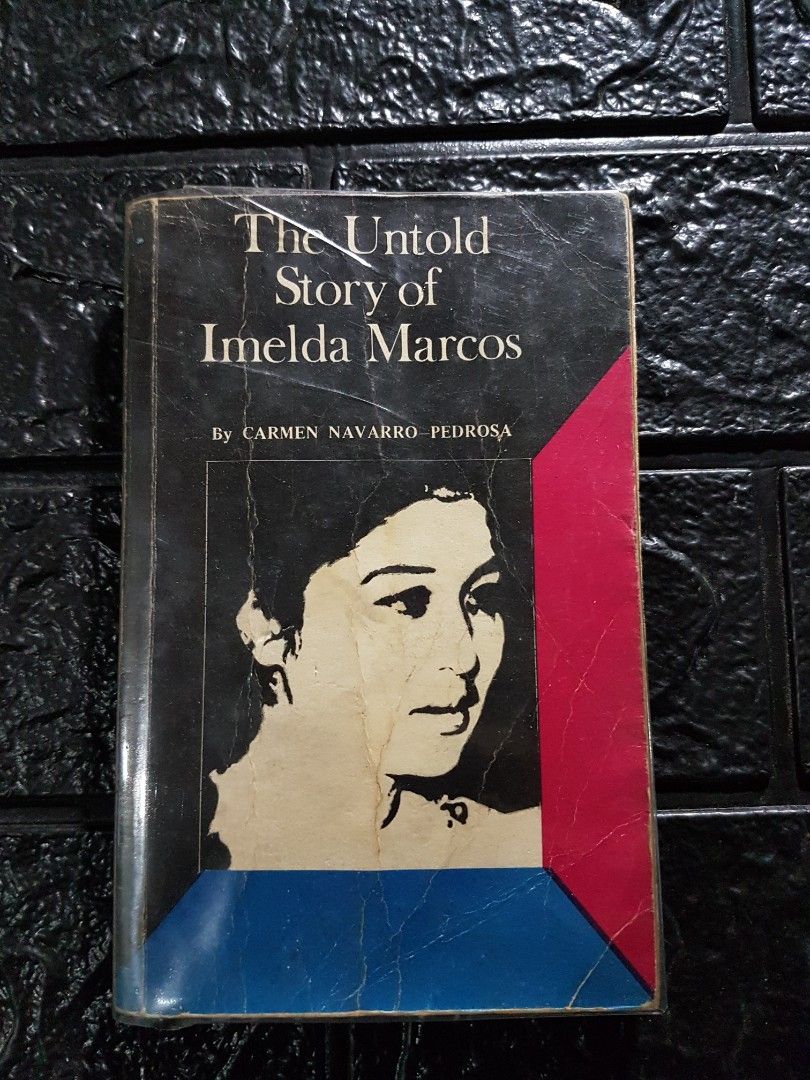 The Untold
Story of
Imelda Marcos
By CARMEN NAVARRO-PEDROSA